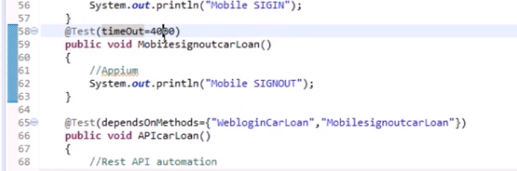 56 System.out.println("Mobile SIGIN");
57 }
58 @Test(timeOut=4000)
59 public void MobilesignoutcarLoan()
60 {
61 //Appium
62 System.out.println("Mobile SIGNOUT");
63 }
64
65 @Test(dependsOnMethods={"WebloginCarLoan","MobilesignoutcarLoan"})
66 public void APIcarLoan()
67 {
68 //Rest API automation